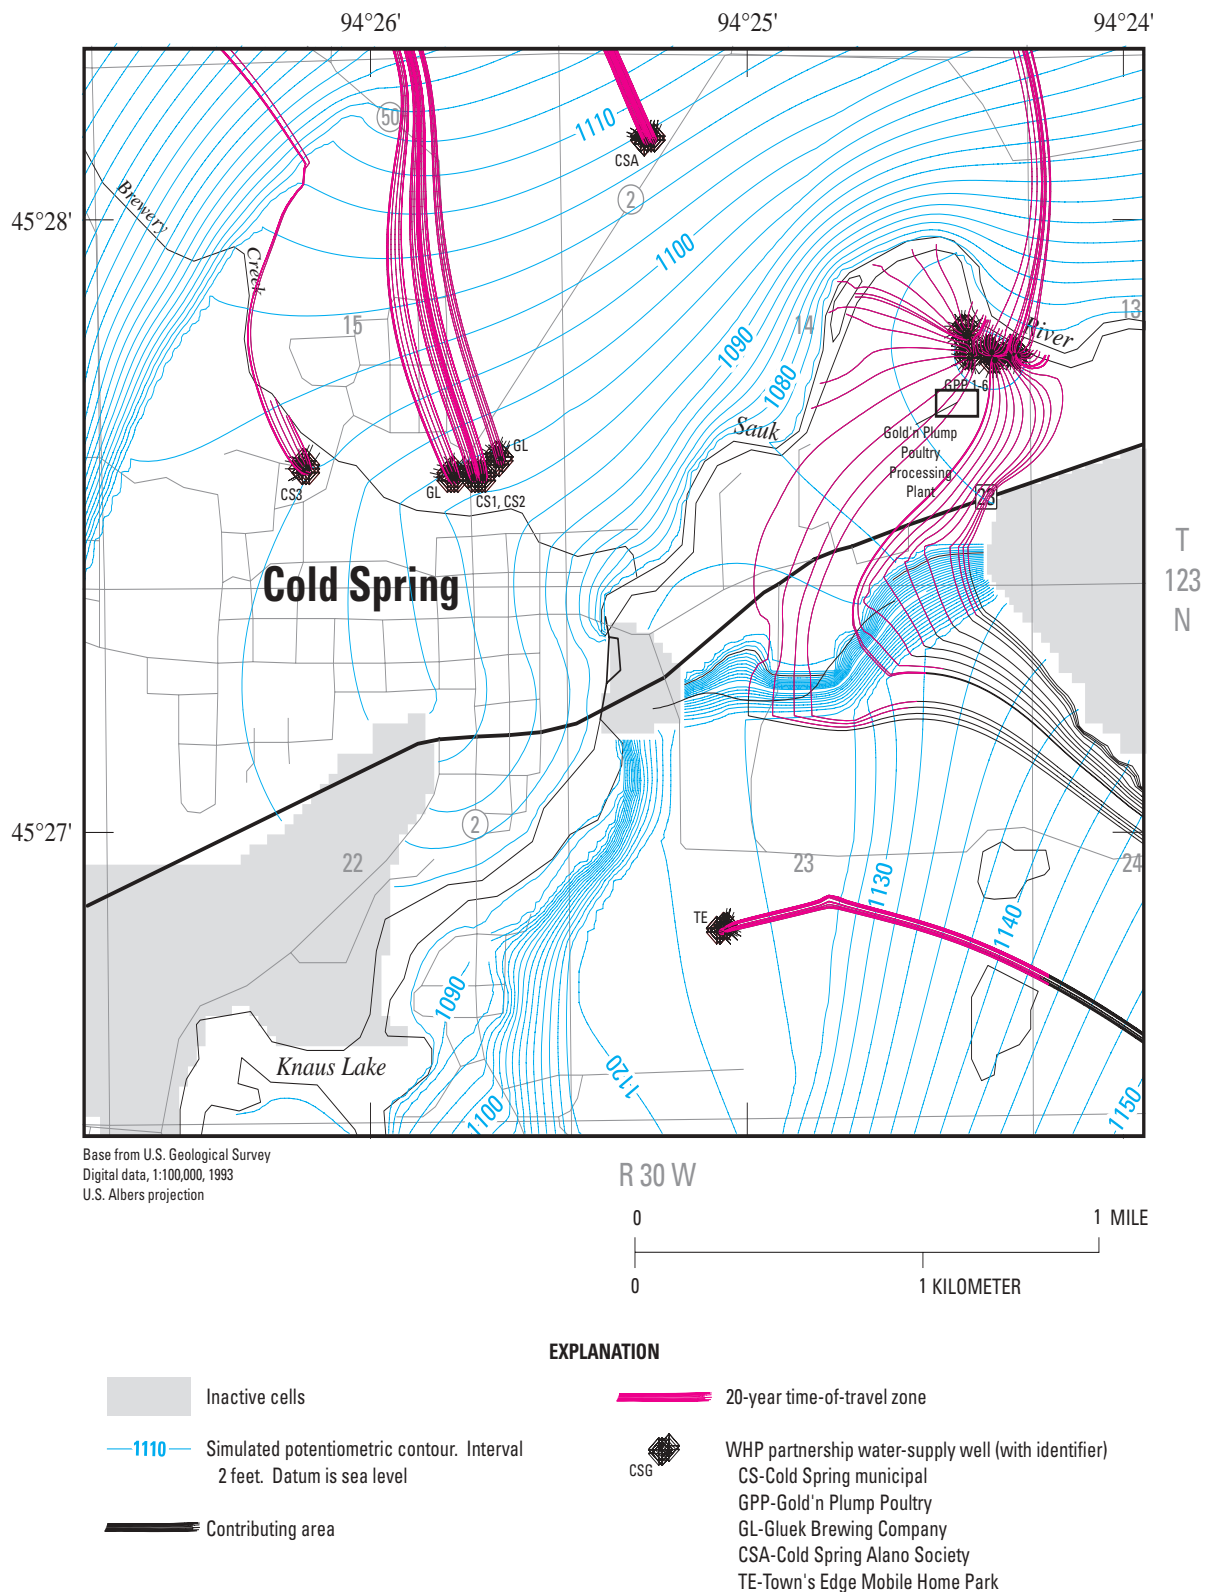 94°26'
94°25'
94°24'
50
1110
CSA
2
Brewery
45°28'
1100
Creek
15
14
13
River
1090
1080
GPP 1-6
Sauk
Gold'n Plump
Poultry
Processing
Plant
GL
CS3
GL
CS1, CS2
23
T
123
N
Cold Spring
45°27'
2
22
23
24
1130
TE
1140
1090
Knaus Lake
1120
1100
1150
Base from U.S. Geological Survey
Digital data, 1:100,000, 1993
U.S. Albers projection
R 30 W
0
1 MILE
0
1 KILOMETER
EXPLANATION
Inactive cells
1110
Simulated potentiometric contour. Interval
2 feet. Datum is sea level
Contributing area
20-year time-of-travel zone
CSG
WHP partnership water-supply well (with identifier)
CS-Cold Spring municipal
GPP-Gold'n Plump Poultry
GL-Gluek Brewing Company
CSA-Cold Spring Alano Society
TE-Town's Edge Mobile Home Park